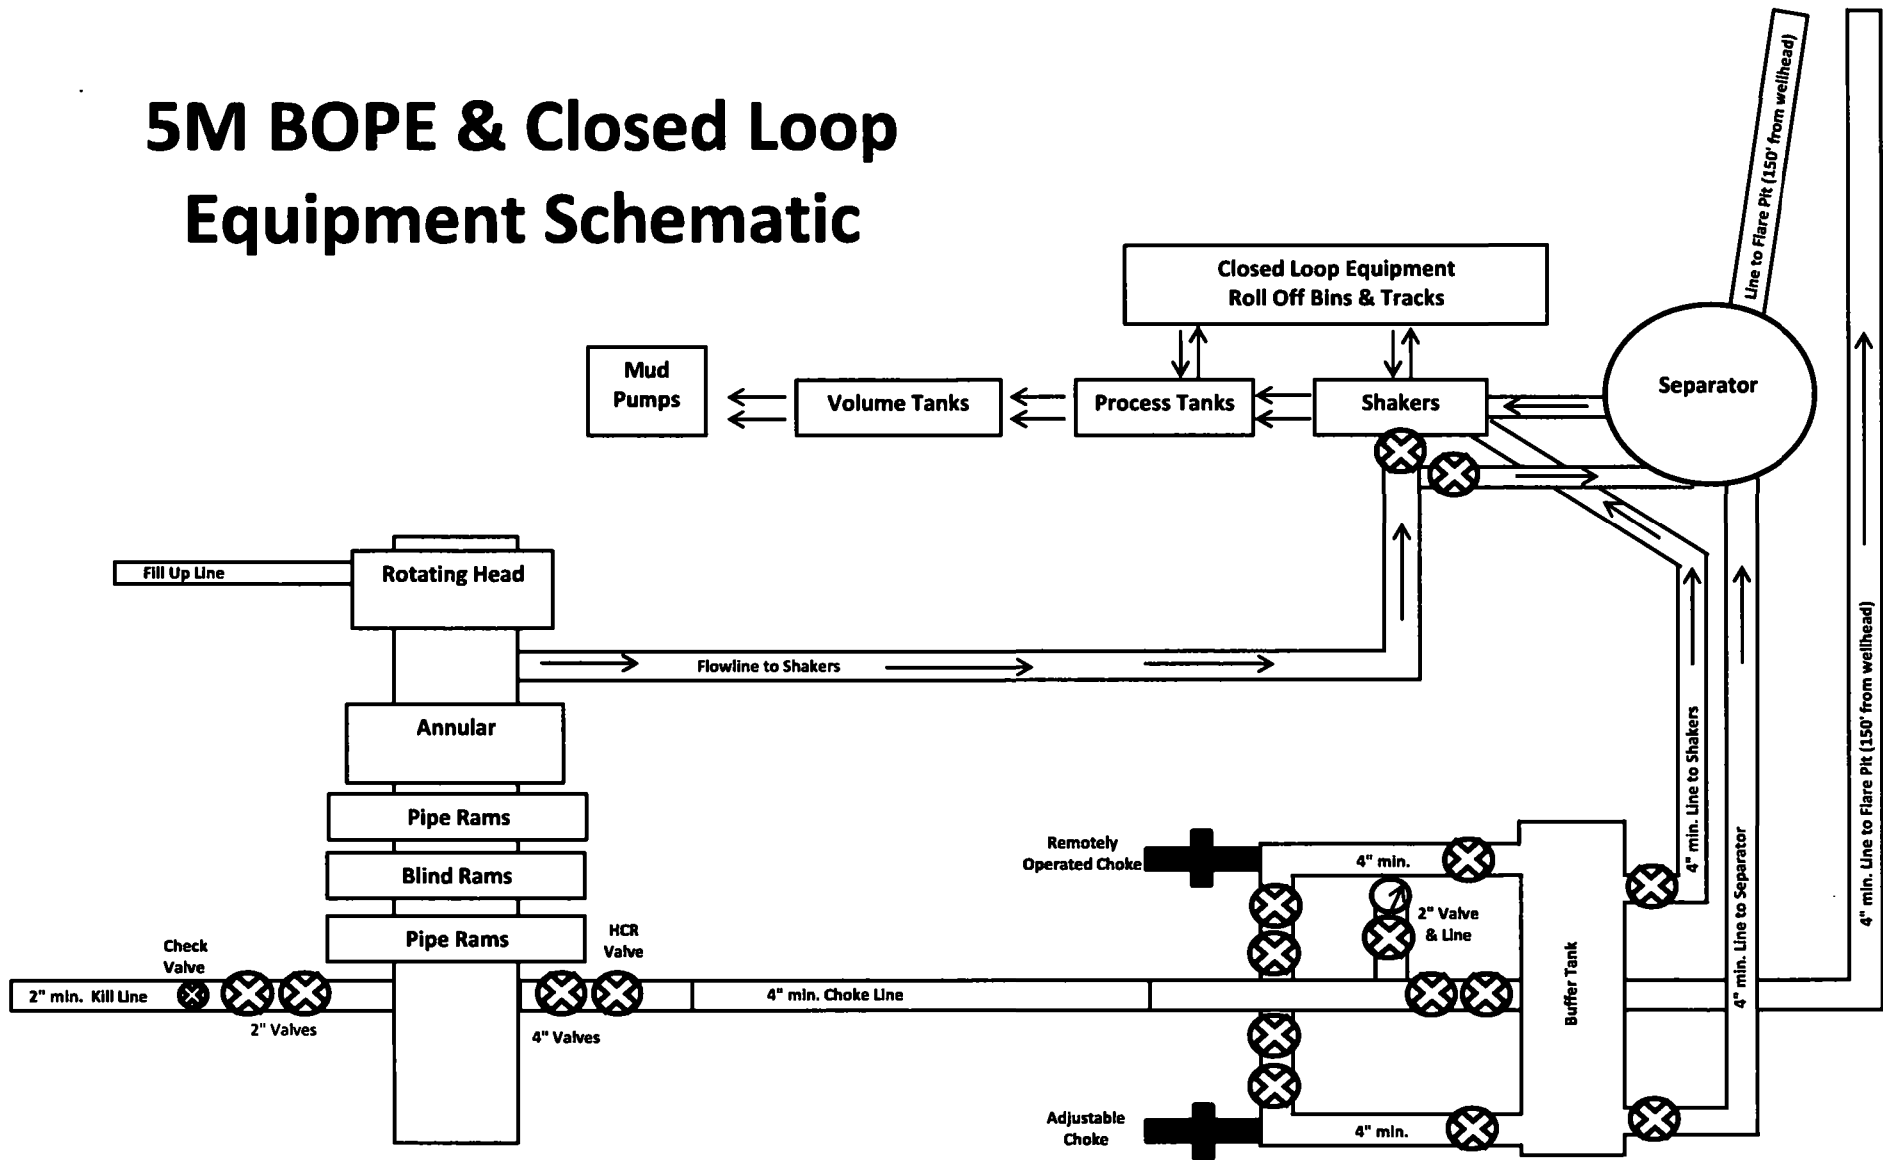 5M BOPE & Closed Loop
Equipment Schematic
Line to Flare Pit (150' from wellhead)
Closed Loop Equipment
Roll Off Bins & Tracks
Mud
Pumps
Volume Tanks
Process Tanks
Shakers
Separator
Fill Up Line
Rotating Head
Flowline to Shakers
Annular
Pipe Rams
Blind Rams
Pipe Rams
Check
Valve
HCR
Valve
2" min. Kill Line
2" Valves
4" Valves
4" min. Choke Line
Remotely
Operated Choke
4" min.
2" Valve
& Line
Adjustable
Choke
4" min.
Buffer Tank
4" min. Line to Shakers
4" min. Line to Separator
4" min. Line to Flare Pit (150' from wellhead)